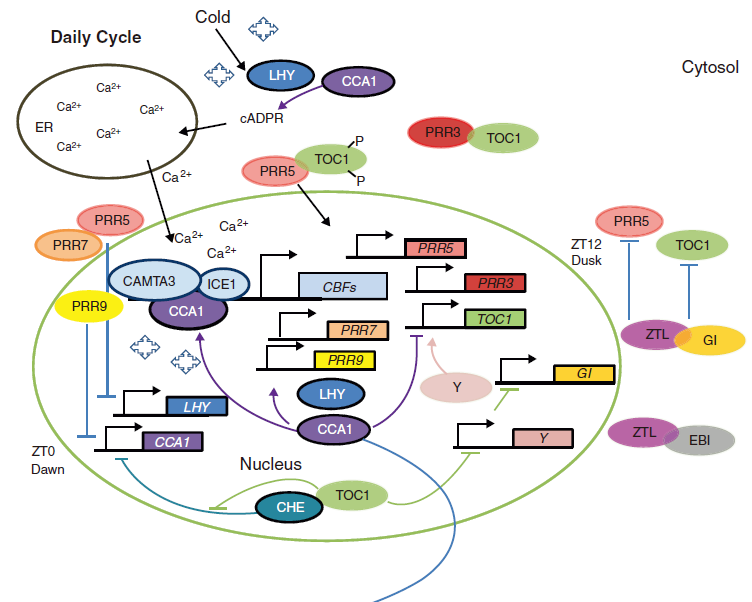 Cold
Daily Cycle
Cytosol
LHY
CCA1
Ca2+
Ca2+
Ca2+
Ca2+
Ca2+
ER
cADPR
PRR3
TOC1
P
TOC1
PRR5
P
Ca2+
PRR5
PRR7
Ca2+
Ca2+
Ca2+
PRR5
PRR5
TOC1
ZT12
Dusk
CAMTA3
ICE1
CBFs
PRR3
CCA1
PRR9
TOC1
PRR7
ZTL
GI
PRR9
GI
Y
LHY
LHY
CCA1
CCA1
Y
ZTL
EBI
ZT0
Dawn
Nucleus
TOC1
CHE